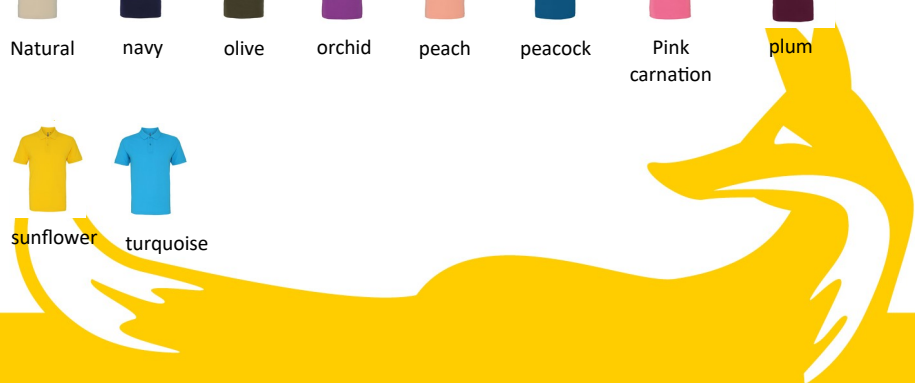 Natural navy olive orchid peach peacock Pink plum
carnation
sunflower turquoise